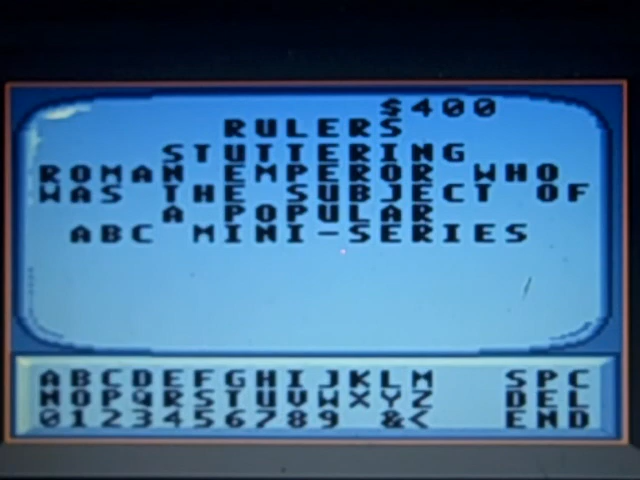 $400
RULERS
STUTTERING
ROMAN EMPEROR WHO
WAS THE SUBJECT OF
A POPULAR
ABC MINI-SERIES
ABCDEFGHIJKLM SPC
NOPQRSTUVWXYZ DEL
0123456789 &< END